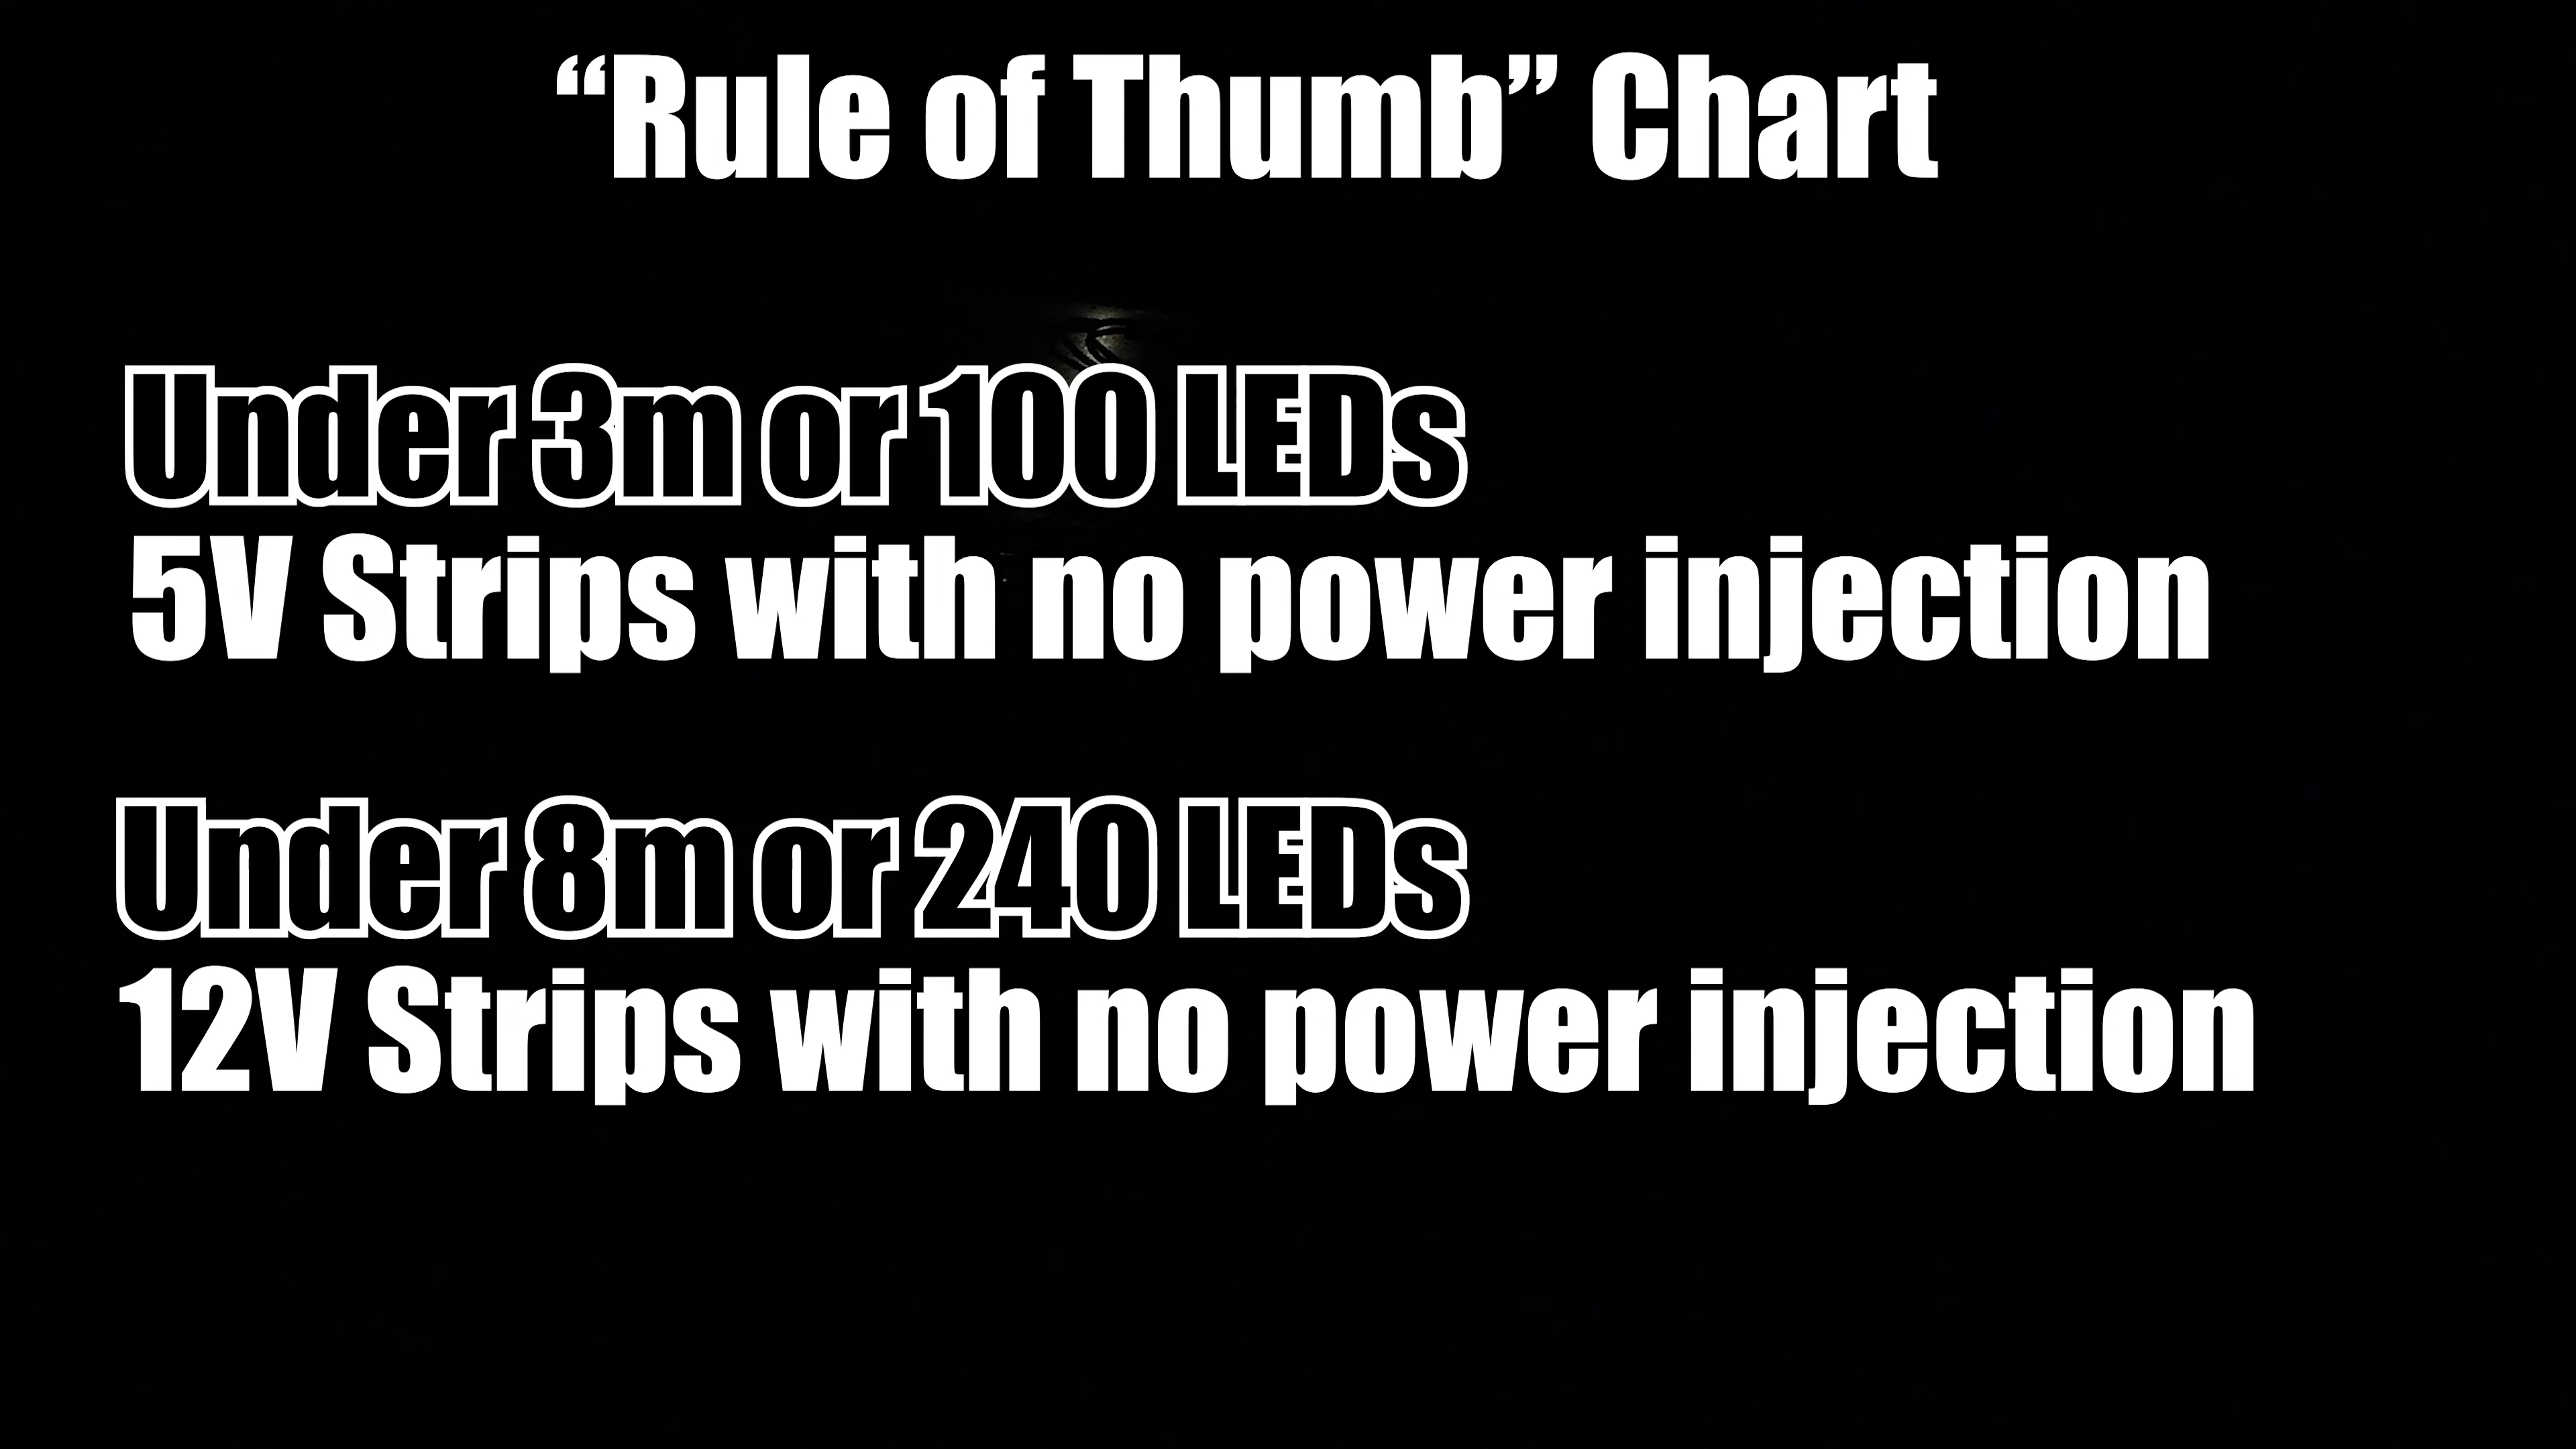 “Rule of Thumb” Chart
Under 3m or 100 LEDs
5V Strips with no power injection
Under 8m or 240 LEDs
12V Strips with no power injection